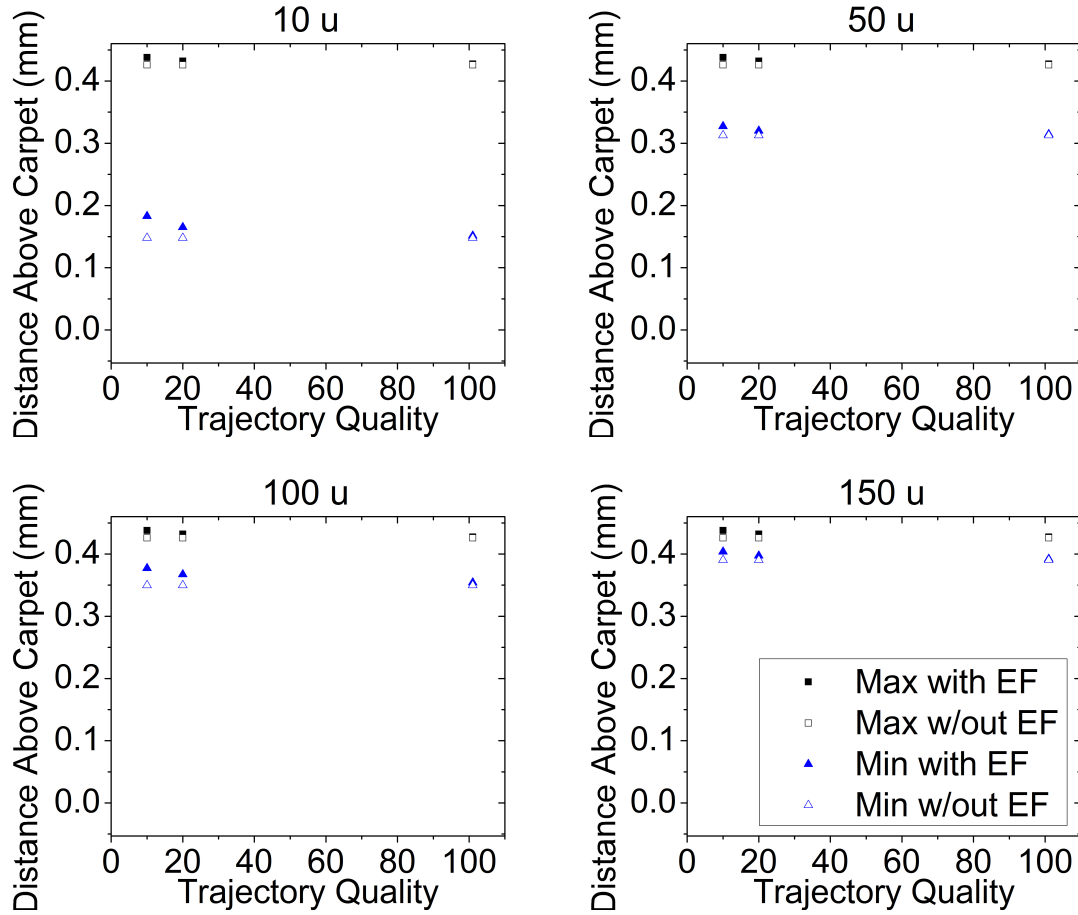 10 u
Distance Above Carpet (mm)
0.4
0.3
0.2
0.1
0.0
0 20 40 60 80 100
Trajectory Quality
50 u
Distance Above Carpet (mm)
0.4
0.3
0.2
0.1
0.0
0 20 40 60 80 100
Trajectory Quality
100 u
Distance Above Carpet (mm)
0.4
0.3
0.2
0.1
0.0
0 20 40 60 80 100
Trajectory Quality
150 u
Distance Above Carpet (mm)
0.4
0.3
0.2
0.1
0.0
0 20 40 60 80 100
Trajectory Quality
Max with EF
Max w/out EF
Min with EF
Min w/out EF